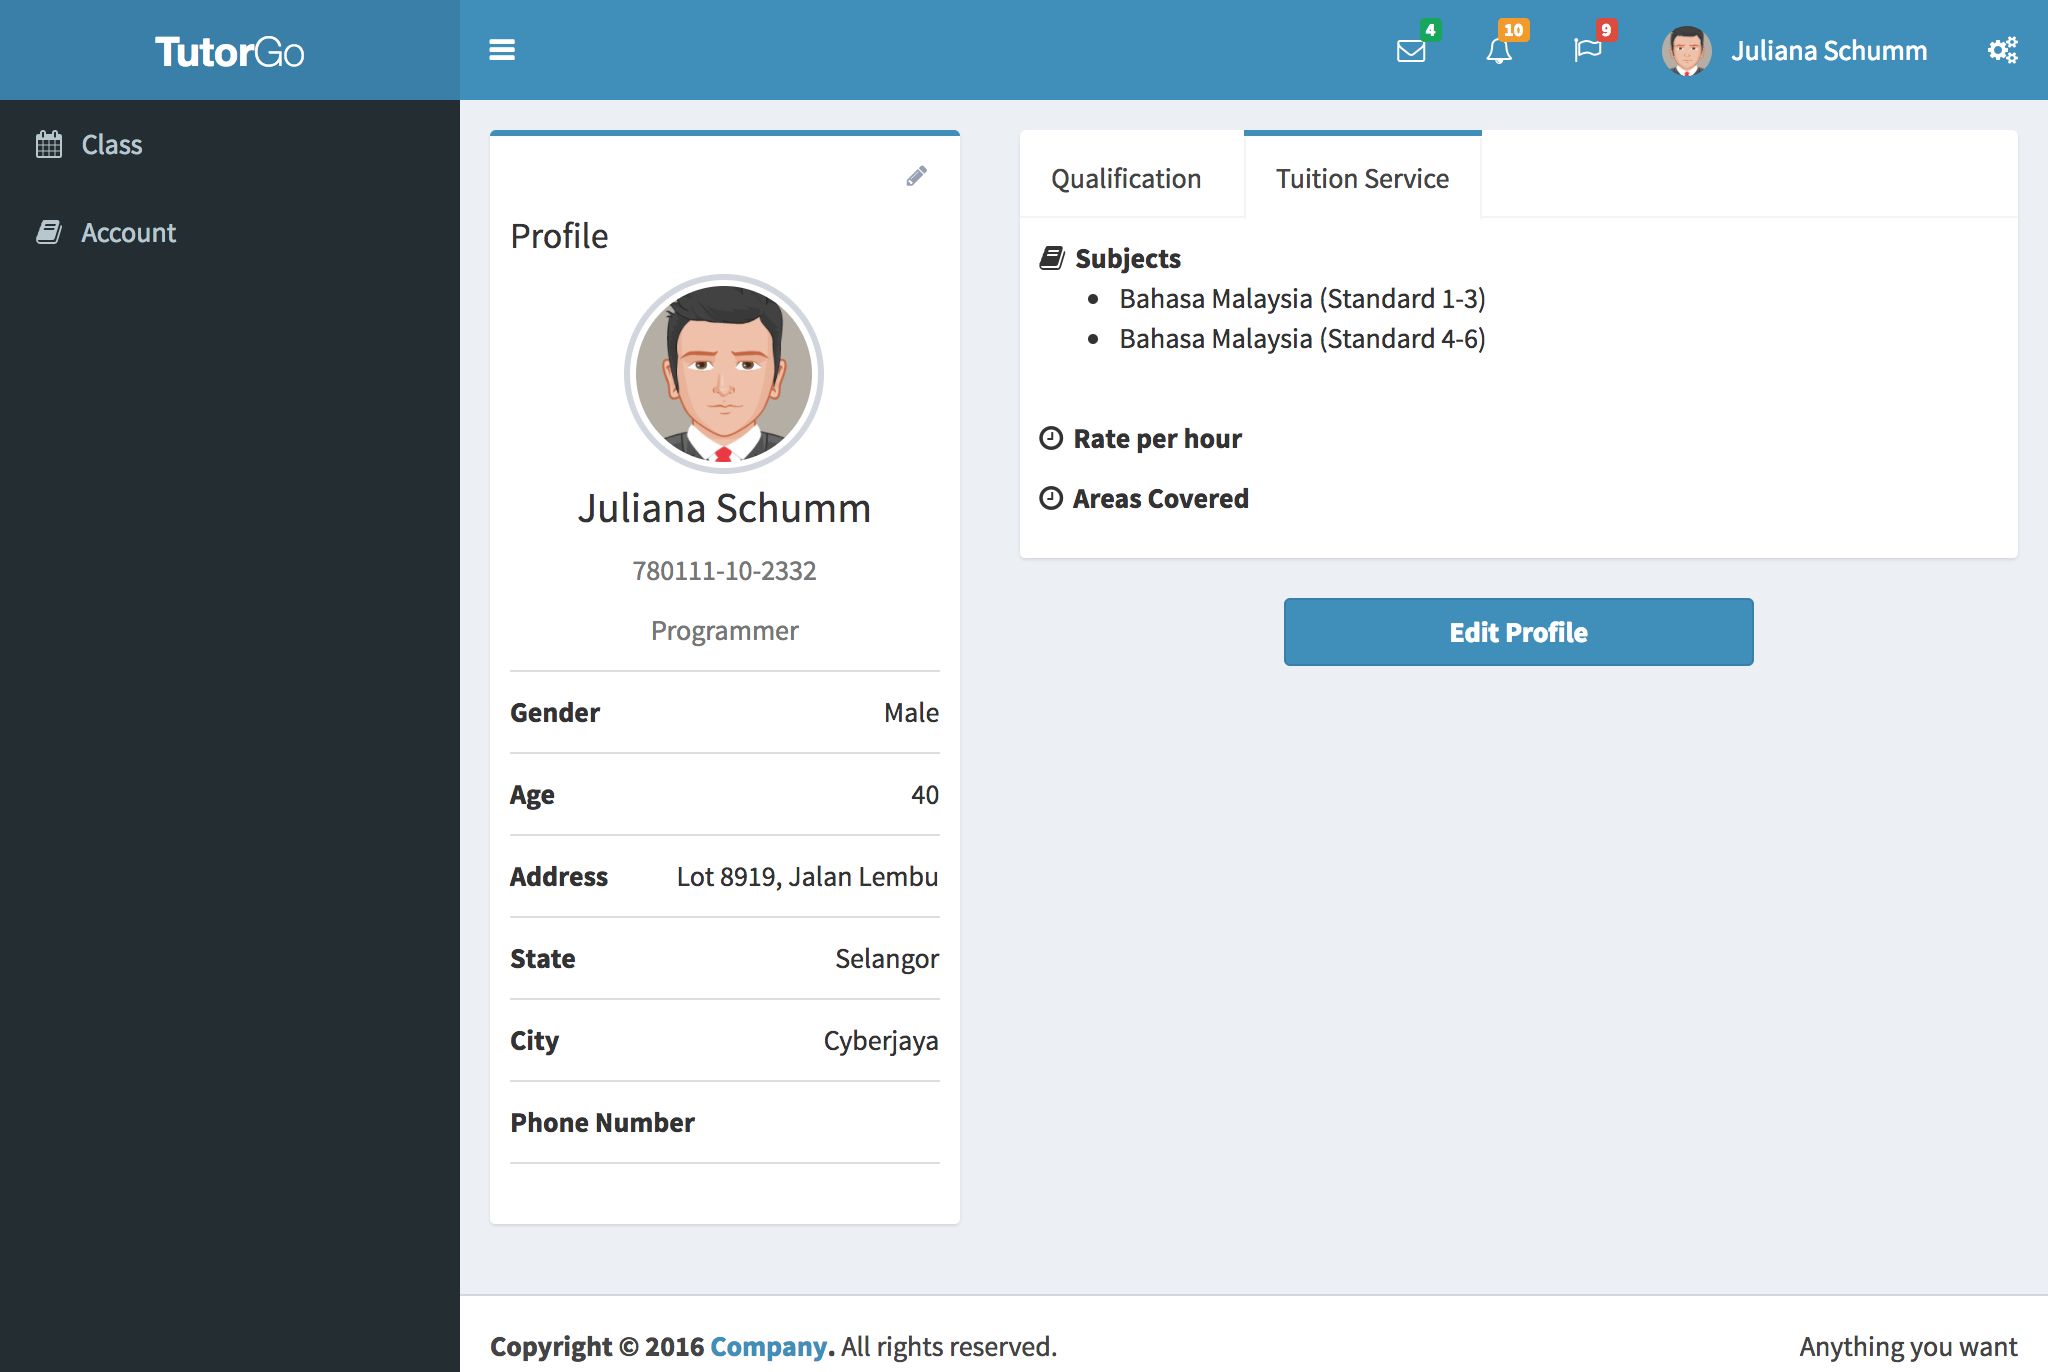 TutorGo
4
10
9
Juliana Schumm
Class
Account
Profile
Juliana Schumm
780111-10-2332
Programmer
Gender Male
Age 40
Address Lot 8919, Jalan Lembu
State Selangor
City Cyberjaya
Phone Number
Qualification
Tuition Service
Subjects
Bahasa Malaysia (Standard 1-3)
Bahasa Malaysia (Standard 4-6)
Rate per hour
Areas Covered
Edit Profile
Copyright © 2016 Company. All rights reserved.
Anything you want